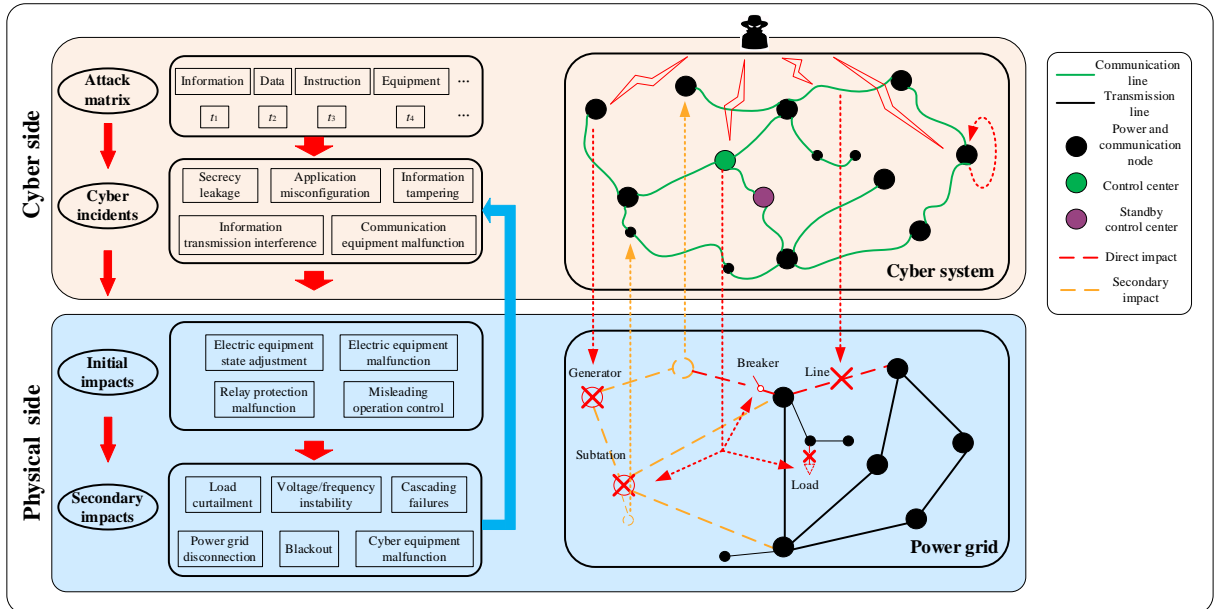 Cyber side
Attack
matrix
Information
Data
Instruction
Equipment
...
t1
t2
t3
t4
...
Cyber
incidents
Secrecy
leakage
Application
misconfiguration
Information
tampering
Information
transmission interference
Communication
equipment malfunction
Cyber system
Physical side
Initial
impacts
Electric equipment
state adjustment
Electric equipment
malfunction
Relay protection
malfunction
Misleading
operation control
Secondary
impacts
Load
curtailment
Voltage/frequency
instability
Cascading
failures
Power grid
disconnection
Blackout
Cyber equipment
malfunction
Generator
Breaker
Line
Subtation
Load
Power grid
Communication
line
Transmission
line
Power and
communication
node
Control center
Standby
control center
Direct impact
Secondary
impact